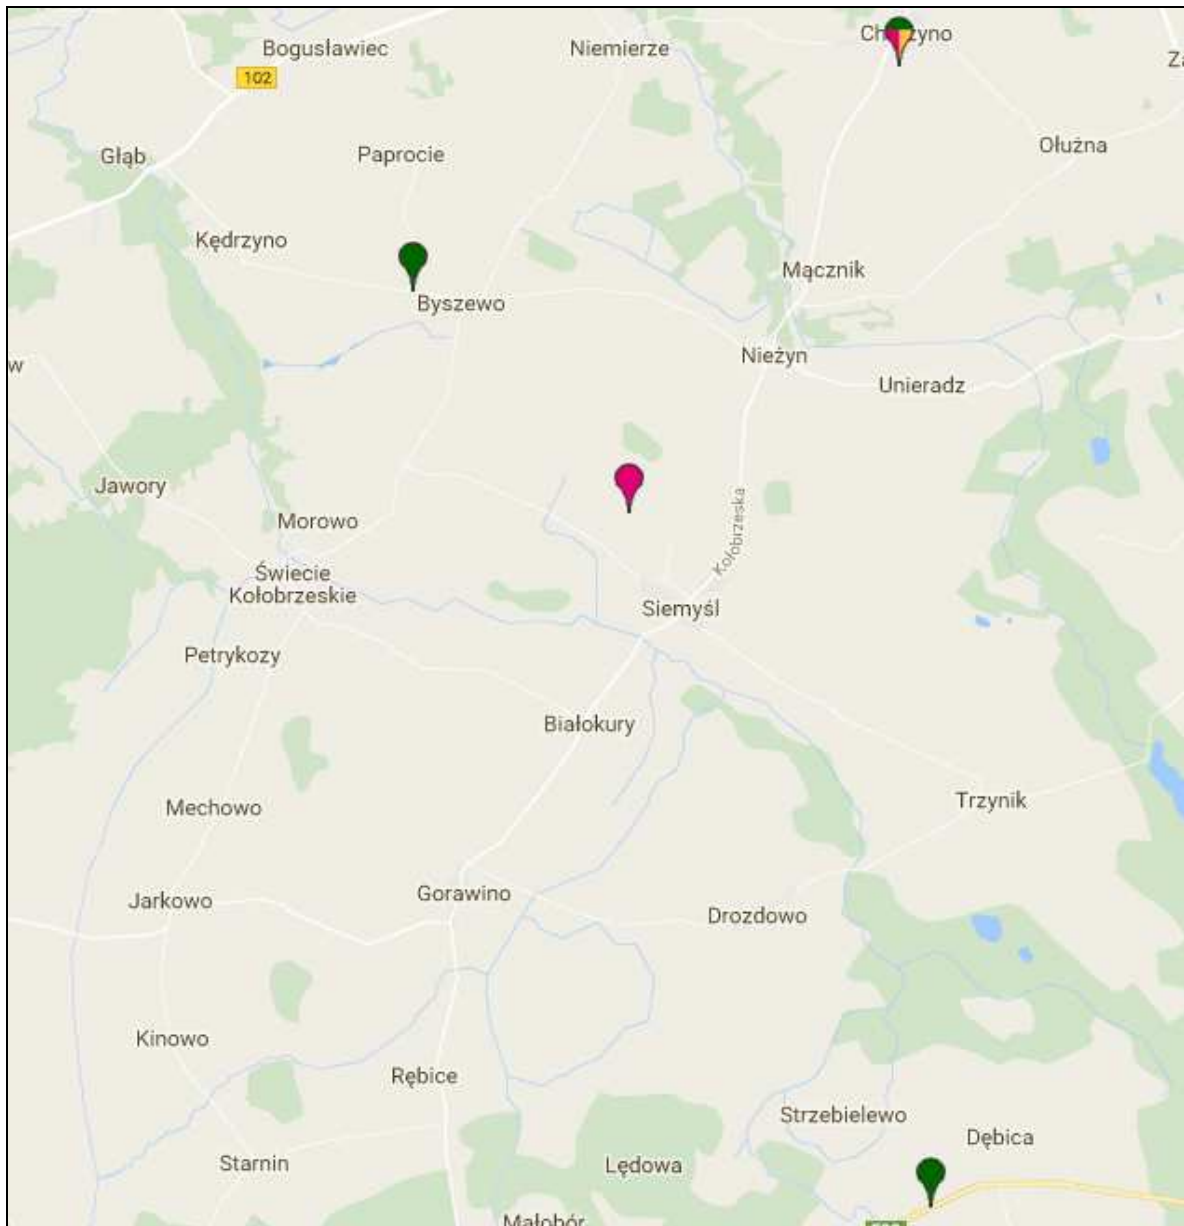 Bogusławiec
Niemierze
102
Głąb
Paprocie
Ołużna
Kędrzyno
Mącznik
Byszewo
Nieżyn
w
Unieradz
Jawory
Morowo
Kołobrzeska
Świecie
Kołobrzeskie
Siemyśl
Petrykozy
Białokury
Trzynik
Mechowo
Gorawino
Jarkowo
Drozdowo
Kinowo
Rębice
Strzebielewo
Dębica
Starnin
Lędowa
Małobór